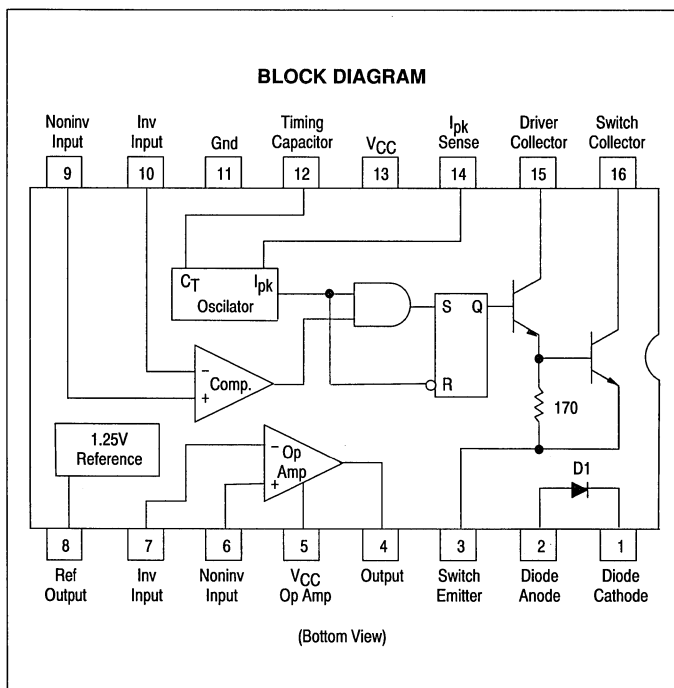 BLOCK DIAGRAM
Noninv Input
Inv Input
Gnd
Timing Capacitor
VCC
Ipk Sense
Driver Collector
Switch Collector
9
10
11
12
13
14
15
16
CT
Ipk
Oscilator
S
Q
R
−
Comp.
+
170
1.25V
Reference
−
Op
Amp
+
D1
8
7
6
5
4
3
2
1
Ref Output
Inv Input
Noninv Input
VCC Op Amp
Output
Switch Emitter
Diode Anode
Diode Cathode
(Bottom View)